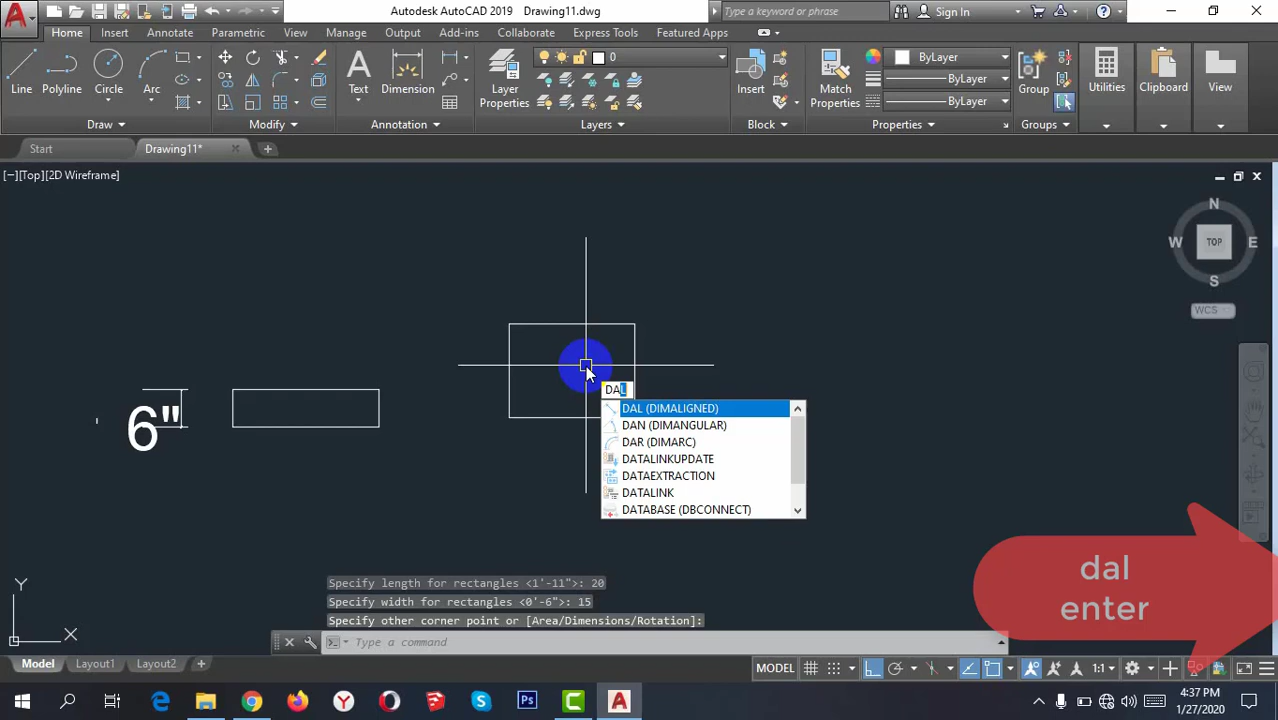 Autodesk AutoCAD 2019 Drawing11.dwg
Type a keyword or phrase
Sign In
Home Insert Annotate Parametric View Manage Output Add-ins Collaborate Express Tools Featured Apps
Line Polyline Circle Arc
Text Dimension
Layer
Properties
0
Insert
Match
Properties
ByLayer
ByLayer
ByLayer
Group
Utilities
Clipboard
View
Draw Modify Annotation Layers Block Properties Groups
Start Drawing11*
[−][Top][2D Wireframe]
N
W TOP E
S
WCS
6"
DAL
DAL (DIMALIGNED)
DAN (DIMANGULAR)
DAR (DIMARC)
DATALINKUPDATE
DATAEXTRACTION
DATALINK
DATABASE (DBCONNECT)
dal
enter
Y
X
Specify length for rectangles <1'-11">: 20
Specify width for rectangles <0'-6">: 15
Specify other corner point or [Area/Dimensions/Rotation]:
Type a command
Model Layout1 Layout2
MODEL 1:1
4:37 PM
1/27/2020